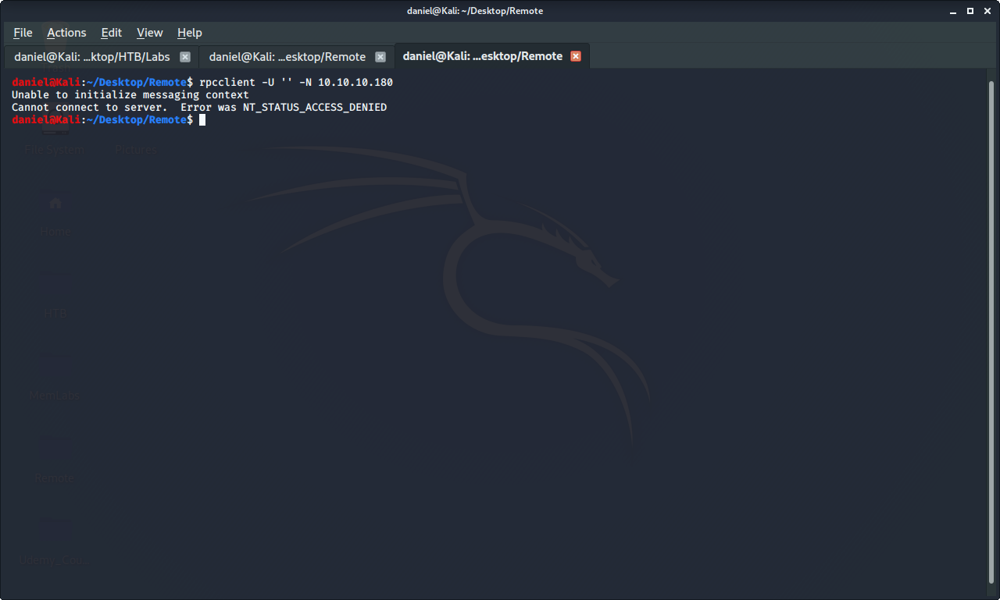 daniel@Kali: ~/Desktop/Remote
File Actions Edit View Help
daniel@Kali: ...ktop/HTB/Labs daniel@Kali: ...esktop/Remote daniel@Kali: ...esktop/Remote
Trash
daniel@Kali:~/Desktop/Remote$ rpcclient -U '' -N 10.10.10.180
Unable to initialize messaging context
Cannot connect to server.  Error was NT_STATUS_ACCESS_DENIED
daniel@Kali:~/Desktop/Remote$
File System Pictures
Home
HTB
MemLabs
Remote
Udemy_Cou...